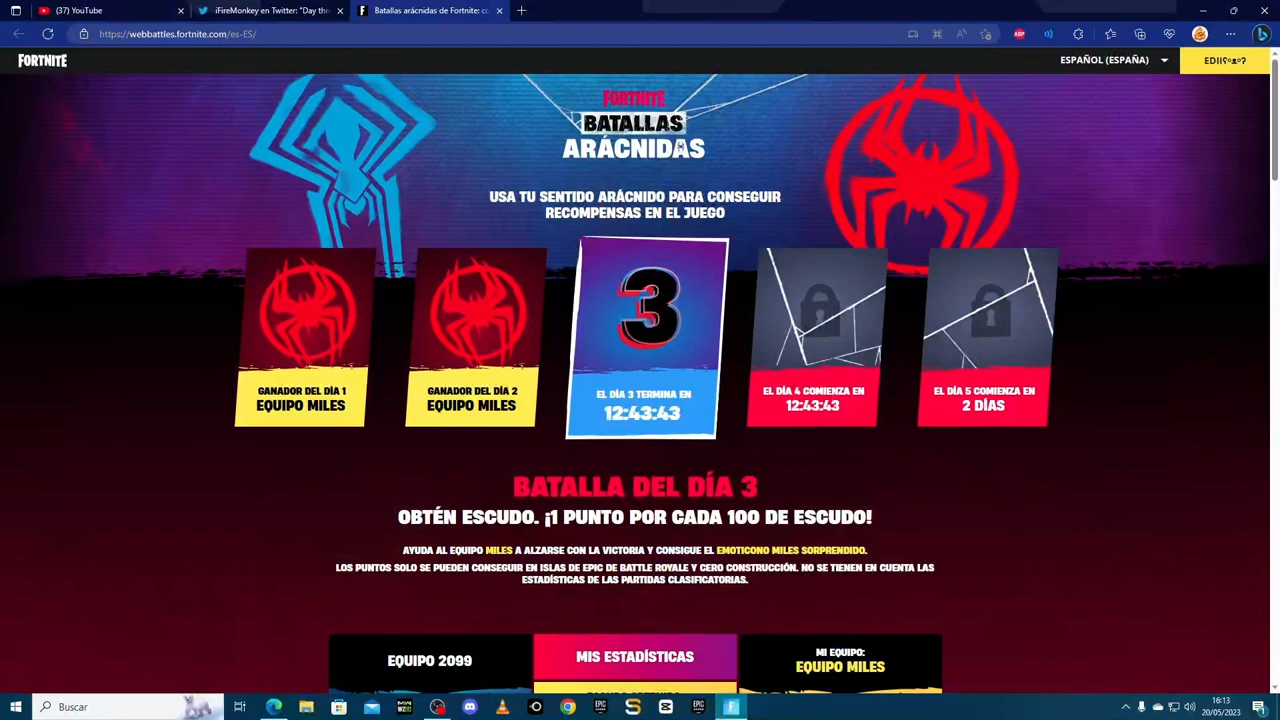 (37) YouTube
iFireMonkey en Twitter: "Day thr
Batallas arácnidas de Fortnite: co
https://webbattles.fortnite.com/es-ES/
ABP
FORTNITE
ESPAÑOL (ESPAÑA)
FORTNITE
BATALLAS
ARÁCNIDAS
USA TU SENTIDO ARÁCNIDO PARA CONSEGUIR
RECOMPENSAS EN EL JUEGO
GANADOR DEL DÍA 1
EQUIPO MILES
GANADOR DEL DÍA 2
EQUIPO MILES
3
EL DÍA 3 TERMINA EN
12:43:43
EL DÍA 4 COMIENZA EN
12:43:43
EL DÍA 5 COMIENZA EN
2 DÍAS
BATALLA DEL DÍA 3
OBTÉN ESCUDO. ¡1 PUNTO POR CADA 100 DE ESCUDO!
AYUDA AL EQUIPO MILES A ALZARSE CON LA VICTORIA Y CONSIGUE EL EMOTICONO MILES SORPRENDIDO.
LOS PUNTOS SOLO SE PUEDEN CONSEGUIR EN ISLAS DE EPIC DE BATTLE ROYALE Y CERO CONSTRUCCIÓN. NO SE TIENEN EN CUENTA LAS
ESTADÍSTICAS DE LAS PARTIDAS CLASIFICATORIAS.
EQUIPO 2099
MIS ESTADÍSTICAS
MI EQUIPO:
EQUIPO MILES
Buscar
16:13
20/05/2023